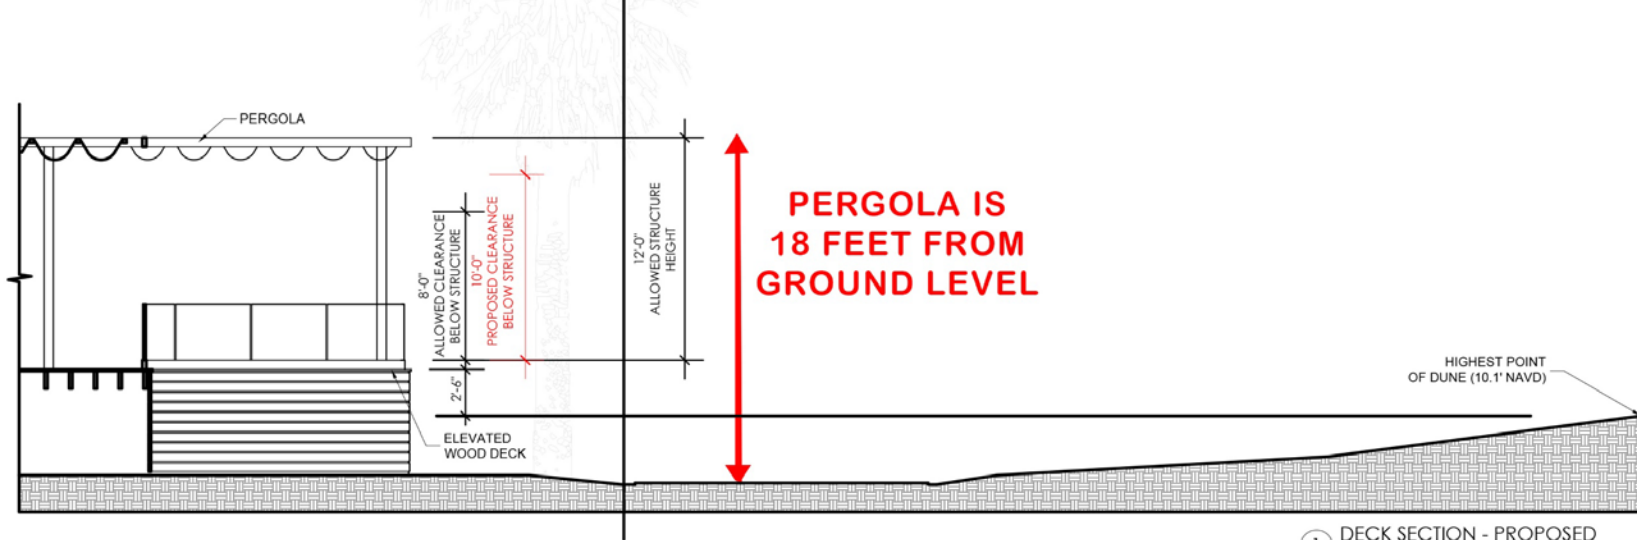 PERGOLA
8'-0"
ALLOWED CLEARANCE
BELOW STRUCTURE
10'-0"
PROPOSED CLEARANCE
BELOW STRUCTURE
12'-0"
ALLOWED STRUCTURE
HEIGHT
PERGOLA IS
18 FEET FROM
GROUND LEVEL
2'-6"
HIGHEST POINT
OF DUNE (10.1' NAVD)
ELEVATED
WOOD DECK
DECK SECTION - PROPOSED